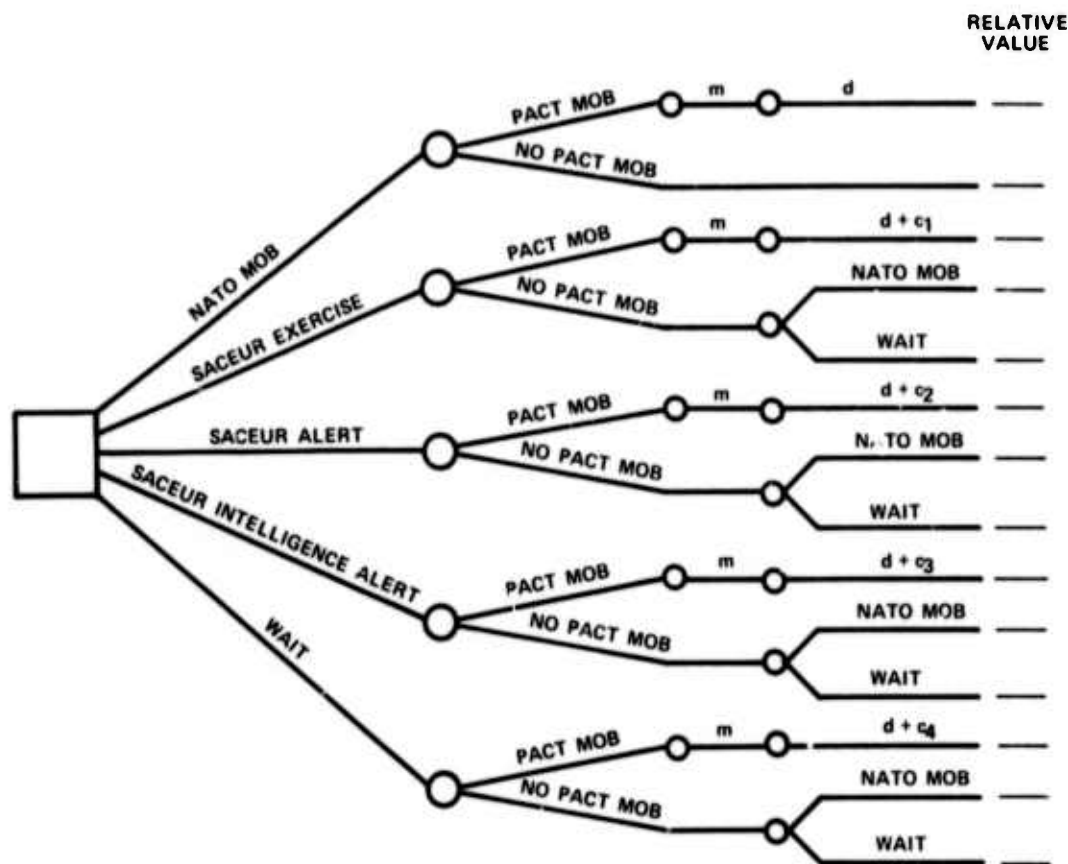 RELATIVE
VALUE
PACT MOB
m
d
NO PACT MOB
NATO MOB
PACT MOB
m
d + c1
NO PACT MOB
NATO MOB
WAIT
SACEUR EXERCISE
PACT MOB
m
d + c2
NO PACT MOB
N. TO MOB
WAIT
SACEUR ALERT
SACEUR INTELLIGENCE ALERT
PACT MOB
m
d + c3
NO PACT MOB
NATO MOB
WAIT
WAIT
PACT MOB
m
d + c4
NO PACT MOB
NATO MOB
WAIT